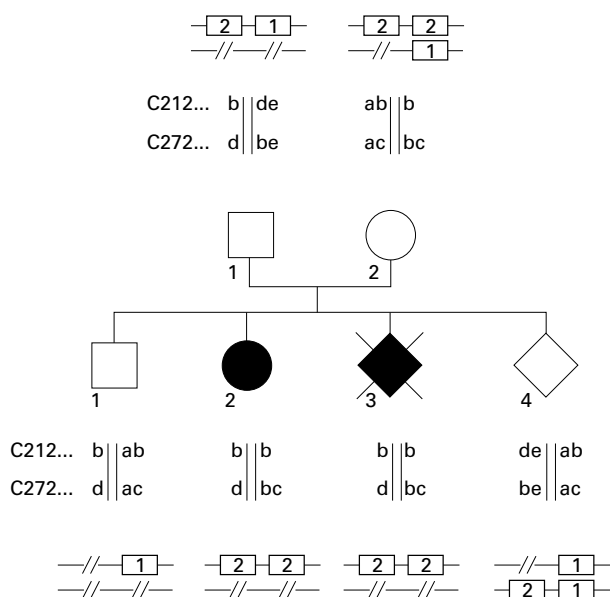 2 1 2 2
1
C212... b de ab b
C272... d be ac bc
1 2
1 2 3 4
C212... b ab b b b b de ab
C272... d ac d bc d bc be ac
1 2 2 2 2 1
2 1